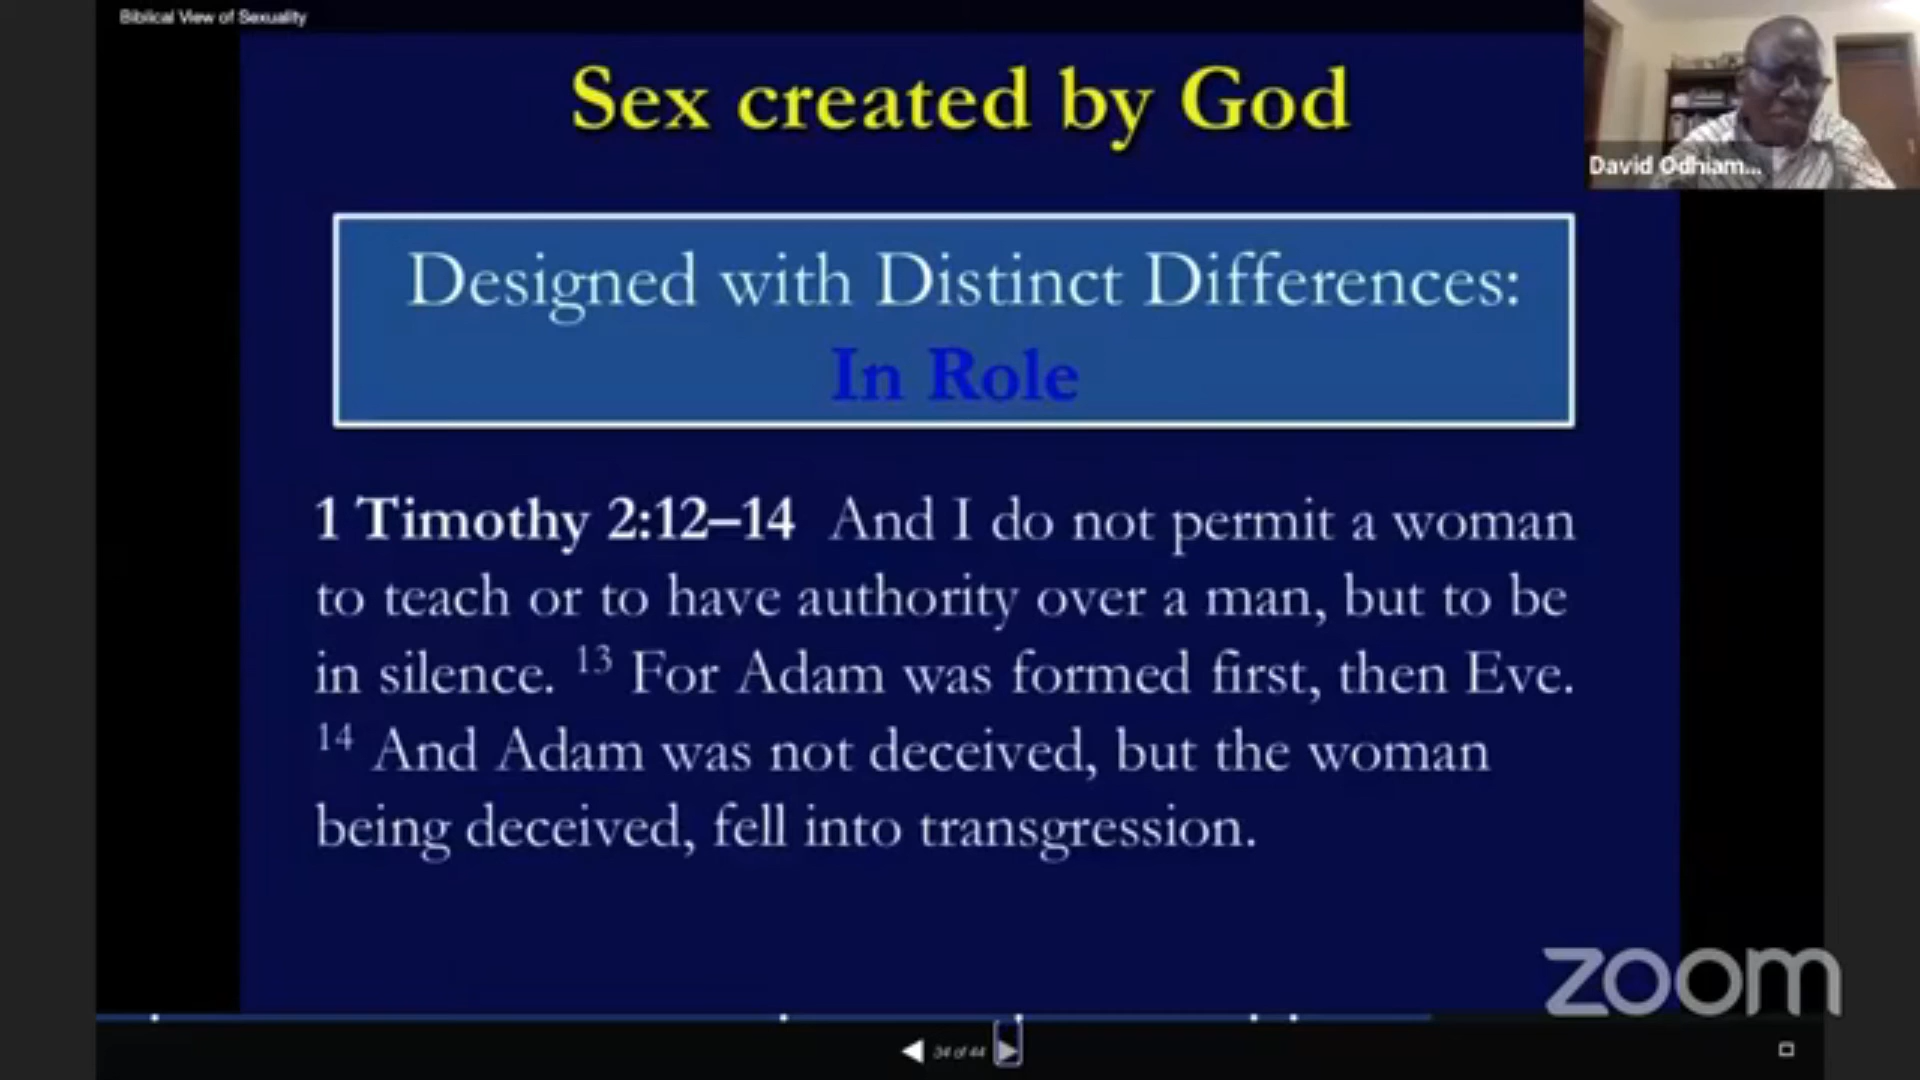 Biblical View of Sexuality
Sex created by God
David Odhiam...
Designed with Distinct Differences:
In Role
1 Timothy 2:12–14 And I do not permit a woman
to teach or to have authority over a man, but to be
in silence. 13 For Adam was formed first, then Eve.
14 And Adam was not deceived, but the woman
being deceived, fell into transgression.
zoom
34 of 44